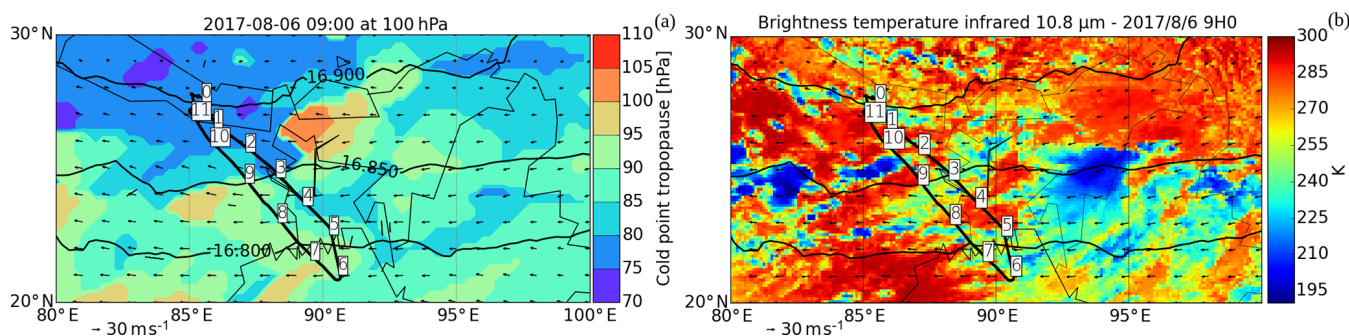 2017-08-06 09:00 at 100 hPa
(a)
30°N
20°N
80°E
85°E
90°E
95°E
100°E
→ 30 ms⁻¹
16.900
16.850
16.800
0
11
1
10
2
9
3
4
8
5
7
6
110
105
100
95
90
85
80
75
70
Cold point tropopause [hPa]
Brightness temperature infrared 10.8 µm - 2017/8/6 9H0
(b)
30°N
20°N
80°E
85°E
90°E
95°E
→ 30 ms⁻¹
0
11
1
10
2
9
3
4
8
5
7
6
300
285
270
255
240
225
210
195
K